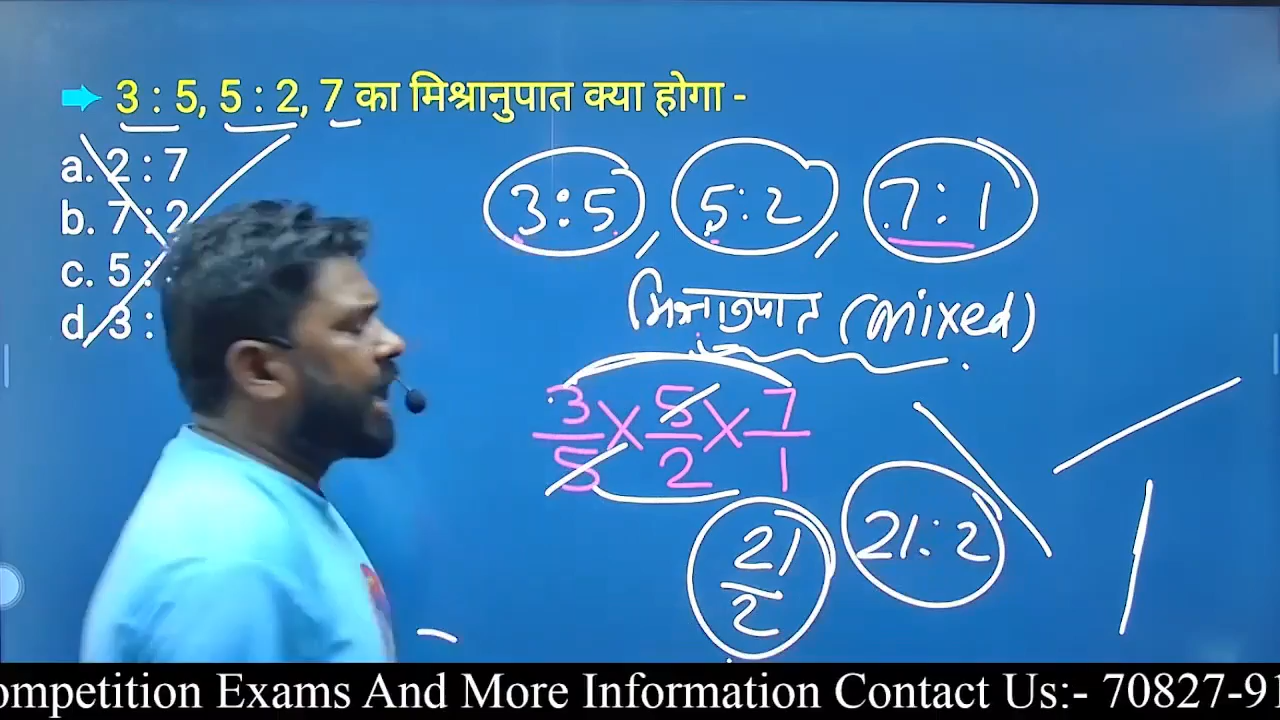 3 : 5, 5 : 2, 7 का मिश्रानुपात क्या होगा -
a. 2 : 7
b. 7 : 2
c. 5 :
d. 3 :
3:5, 5:2, 7:1
मिश्रानुपात (mixed)
3/5 × 5/2 × 7/1
21/2
21:2
ompetition Exams And More Information Contact Us:- 70827-91